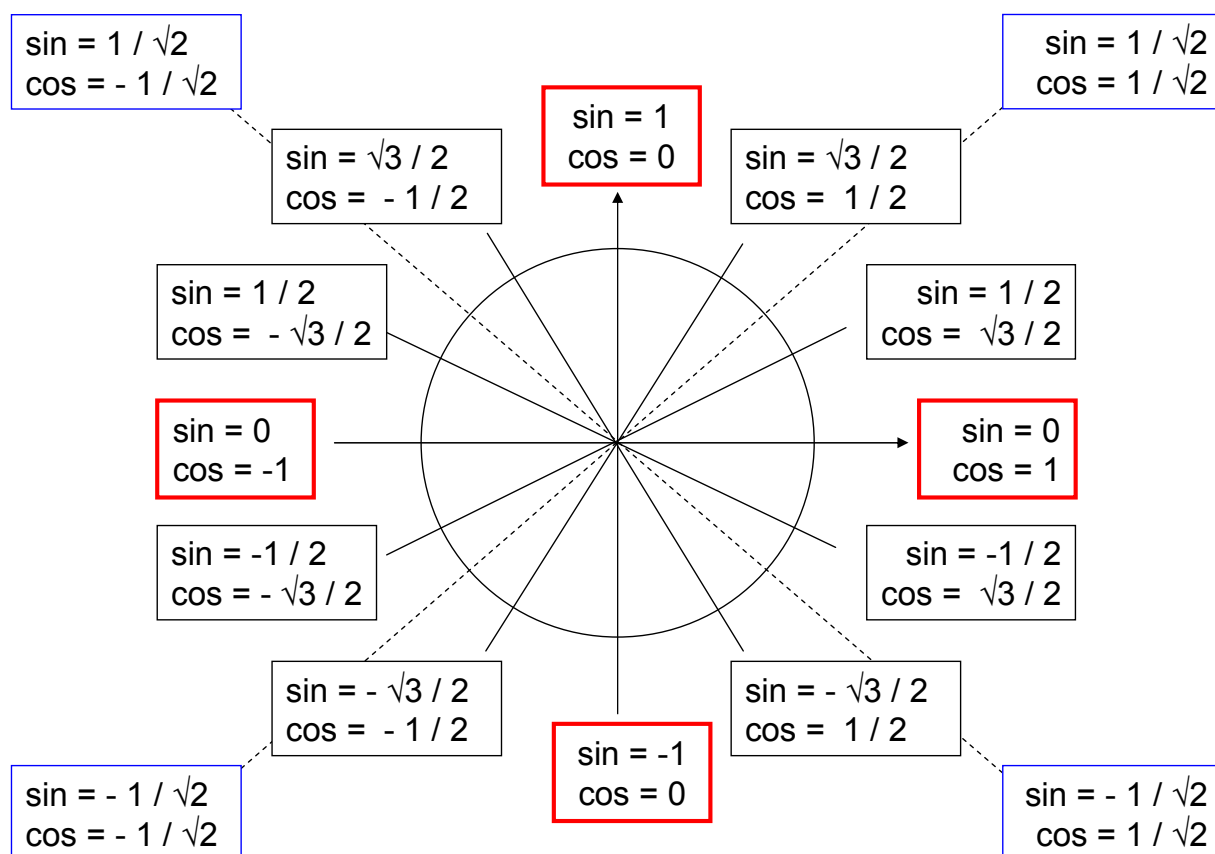 sin = 1 / √2
cos = - 1 / √2
sin = 1 / √2
cos = 1 / √2
sin = 1
cos = 0
sin = √3 / 2
cos =  - 1 / 2
sin = √3 / 2
cos =  1 / 2
sin = 1 / 2
cos =  - √3 / 2
sin = 1 / 2
cos =  √3 / 2
sin = 0
cos = -1
sin = 0
cos = 1
sin = -1 / 2
cos = - √3 / 2
sin = -1 / 2
cos =  √3 / 2
sin = - √3 / 2
cos =  - 1 / 2
sin = - √3 / 2
cos =  1 / 2
sin = -1
cos = 0
sin = - 1 / √2
cos = - 1 / √2
sin = - 1 / √2
cos = 1 / √2